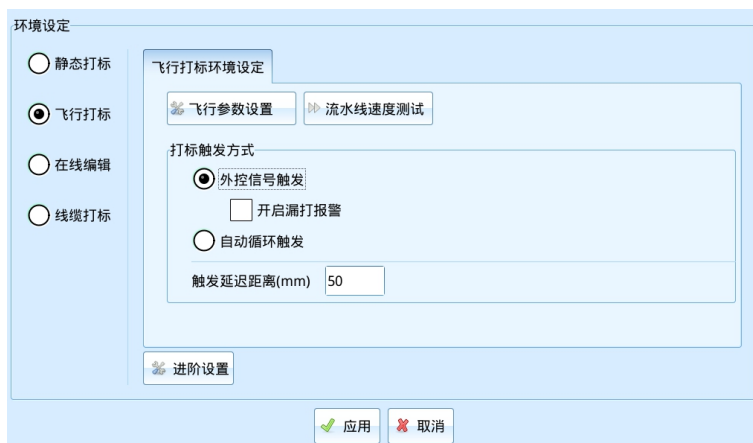 环境设定
静态打标
飞行打标
在线编辑
线缆打标
飞行打标环境设定
飞行参数设置
流水线速度测试
打标触发方式
外控信号触发
开启漏打报警
自动循环触发
触发延迟距离(mm) 50
进阶设置
应用 取消